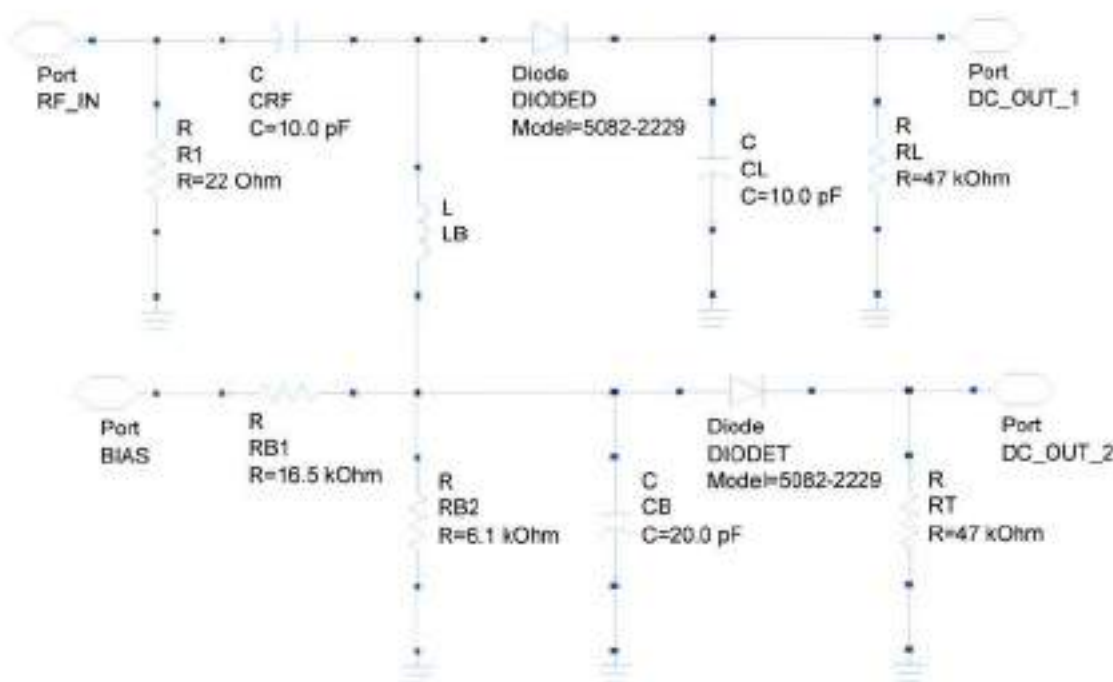 Port
RF_IN
C
CRF
C=10.0 pF
Diode
DIODED
Model=5082-2229
Port
DC_OUT_1
R
R1
R=22 Ohm
C
CL
C=10.0 pF
R
RL
R=47 kOhm
L
LB
Port
BIAS
R
RB1
R=16.5 kOhm
Diode
DIODET
Model=5082-2229
Port
DC_OUT_2
R
RB2
R=6.1 kOhm
C
CB
C=20.0 pF
R
RT
R=47 kOhm